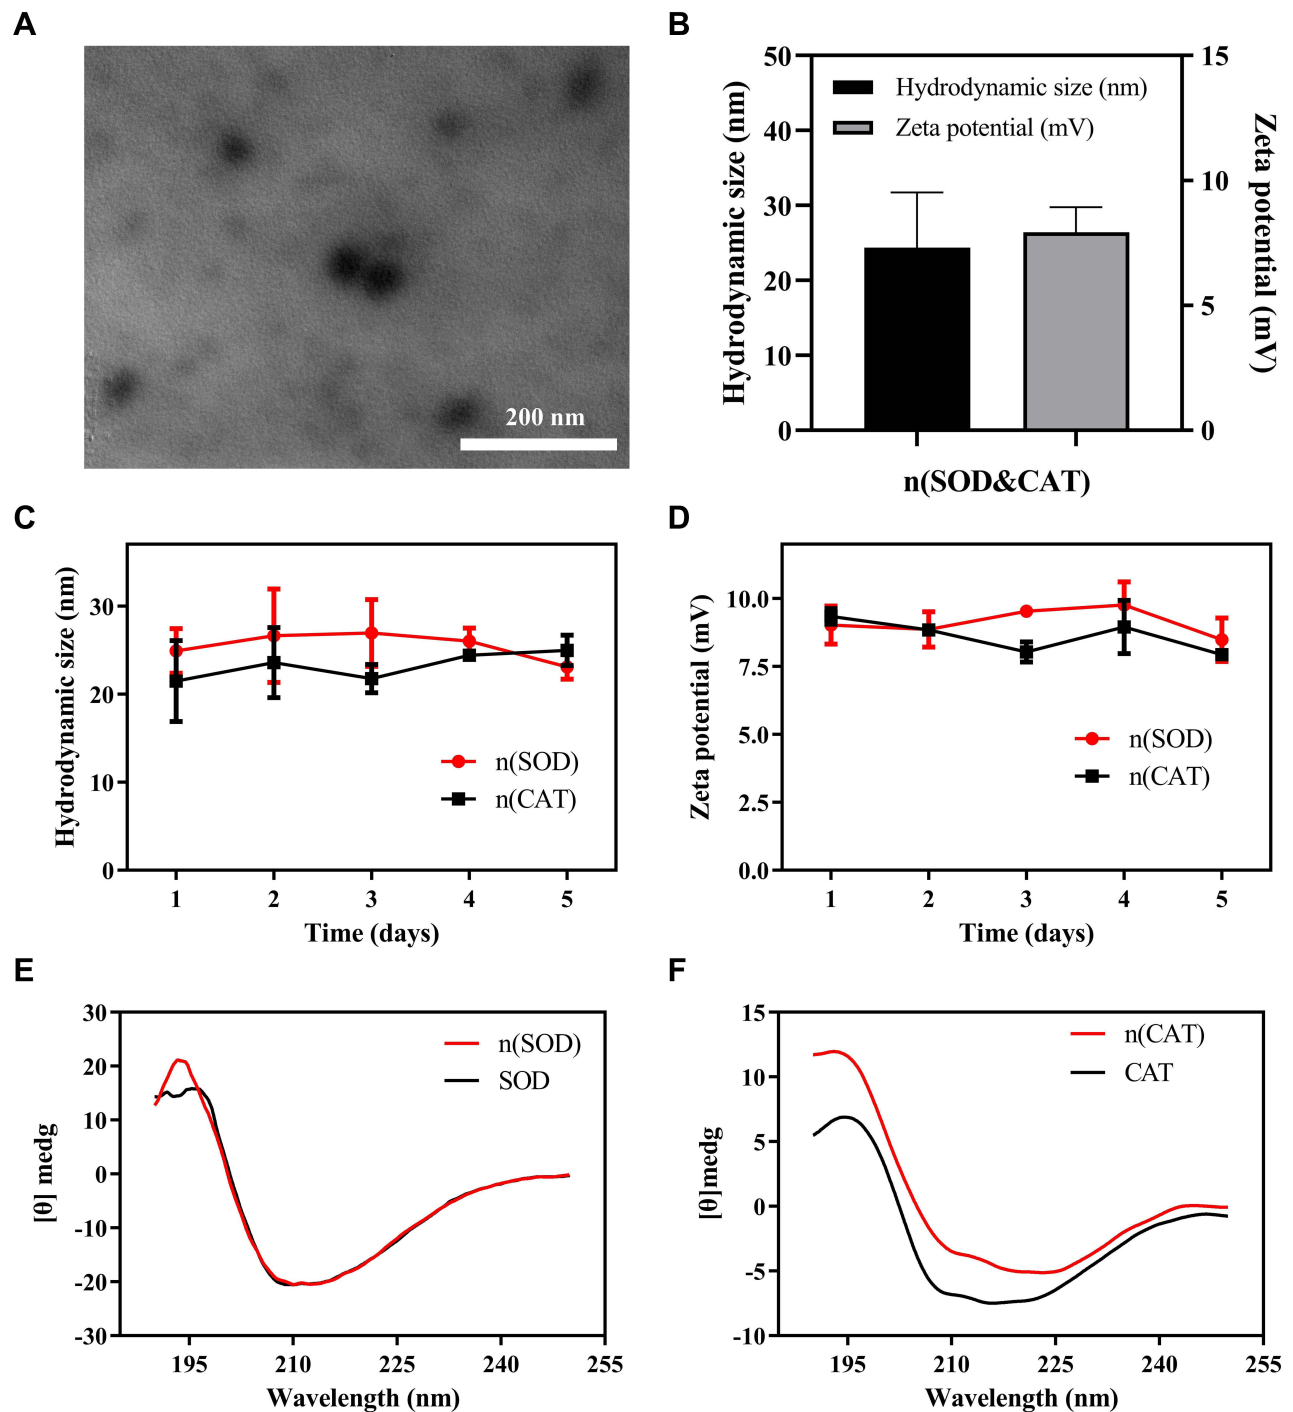 A
200 nm
B
50
40
30
20
10
0
Hydrodynamic size (nm)
Hydrodynamic size (nm)
Zeta potential (mV)
15
10
5
0
Zeta potential (mV)
n(SOD&CAT)
C
30
20
10
0
Hydrodynamic size (nm)
n(SOD)
n(CAT)
1 2 3 4 5
Time (days)
D
10.0
7.5
5.0
2.5
0.0
Zeta potential (mV)
n(SOD)
n(CAT)
1 2 3 4 5
Time (days)
E
30
20
10
0
-10
-20
-30
[θ] medg
n(SOD)
SOD
195 210 225 240 255
Wavelength (nm)
F
15
10
5
0
-5
-10
[θ]medg
n(CAT)
CAT
195 210 225 240 255
Wavelength (nm)